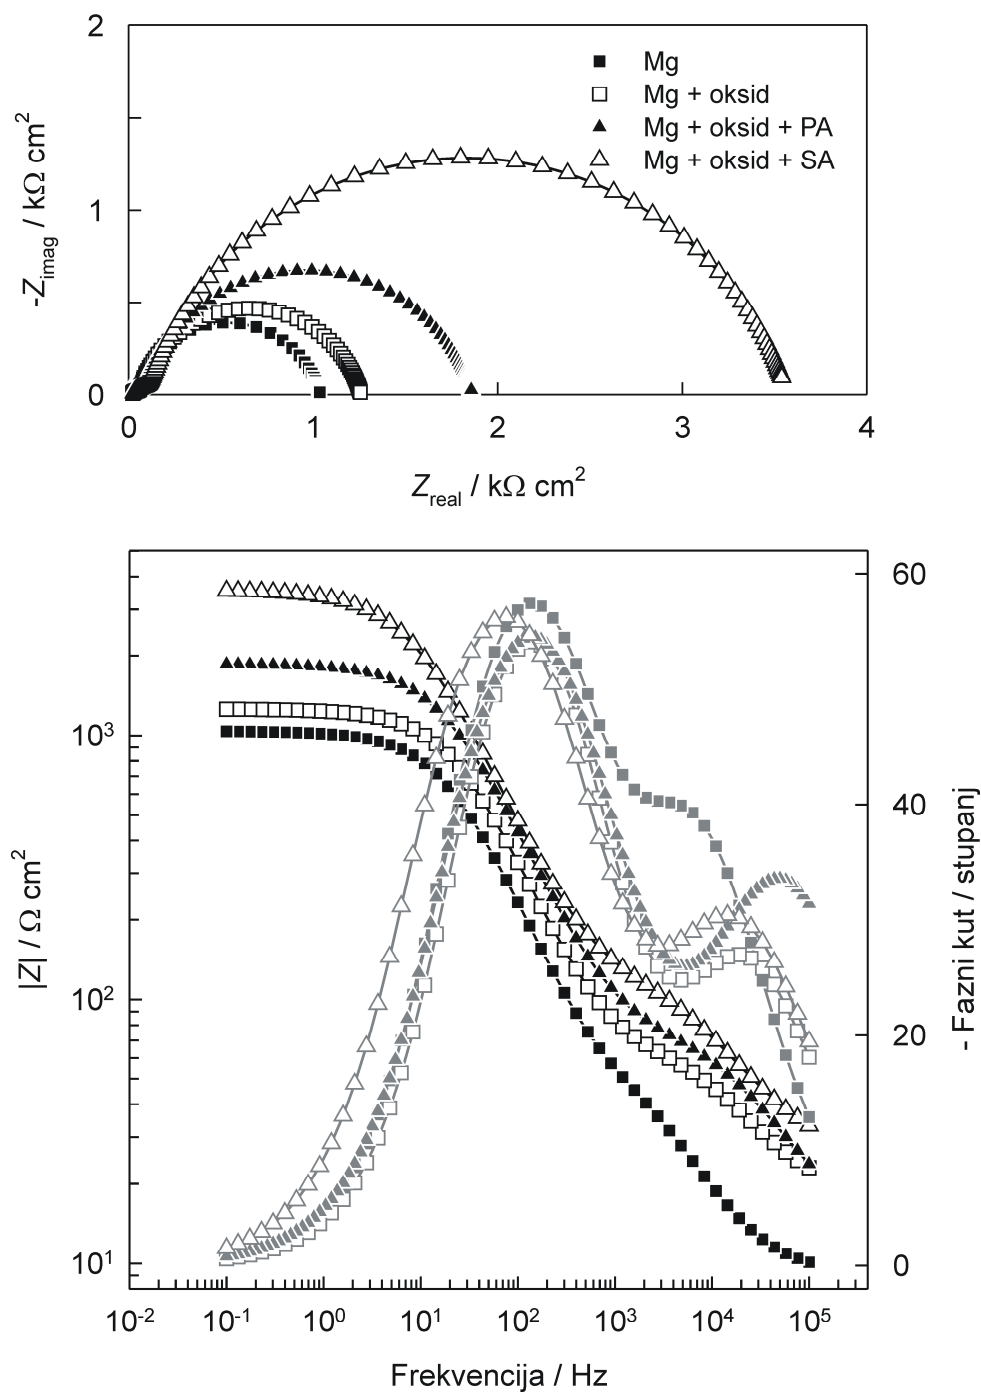 2
Mg
Mg + oksid
Mg + oksid + PA
Mg + oksid + SA
1
-Zimag / kΩ cm²
0
0 1 2 3 4
Zreal / kΩ cm²
60
10³
40
|Z| / Ω cm²
- Fazni kut / stupanj
10²
20
10¹
0
10⁻² 10⁻¹ 10⁰ 10¹ 10² 10³ 10⁴ 10⁵
Frekvencija / Hz